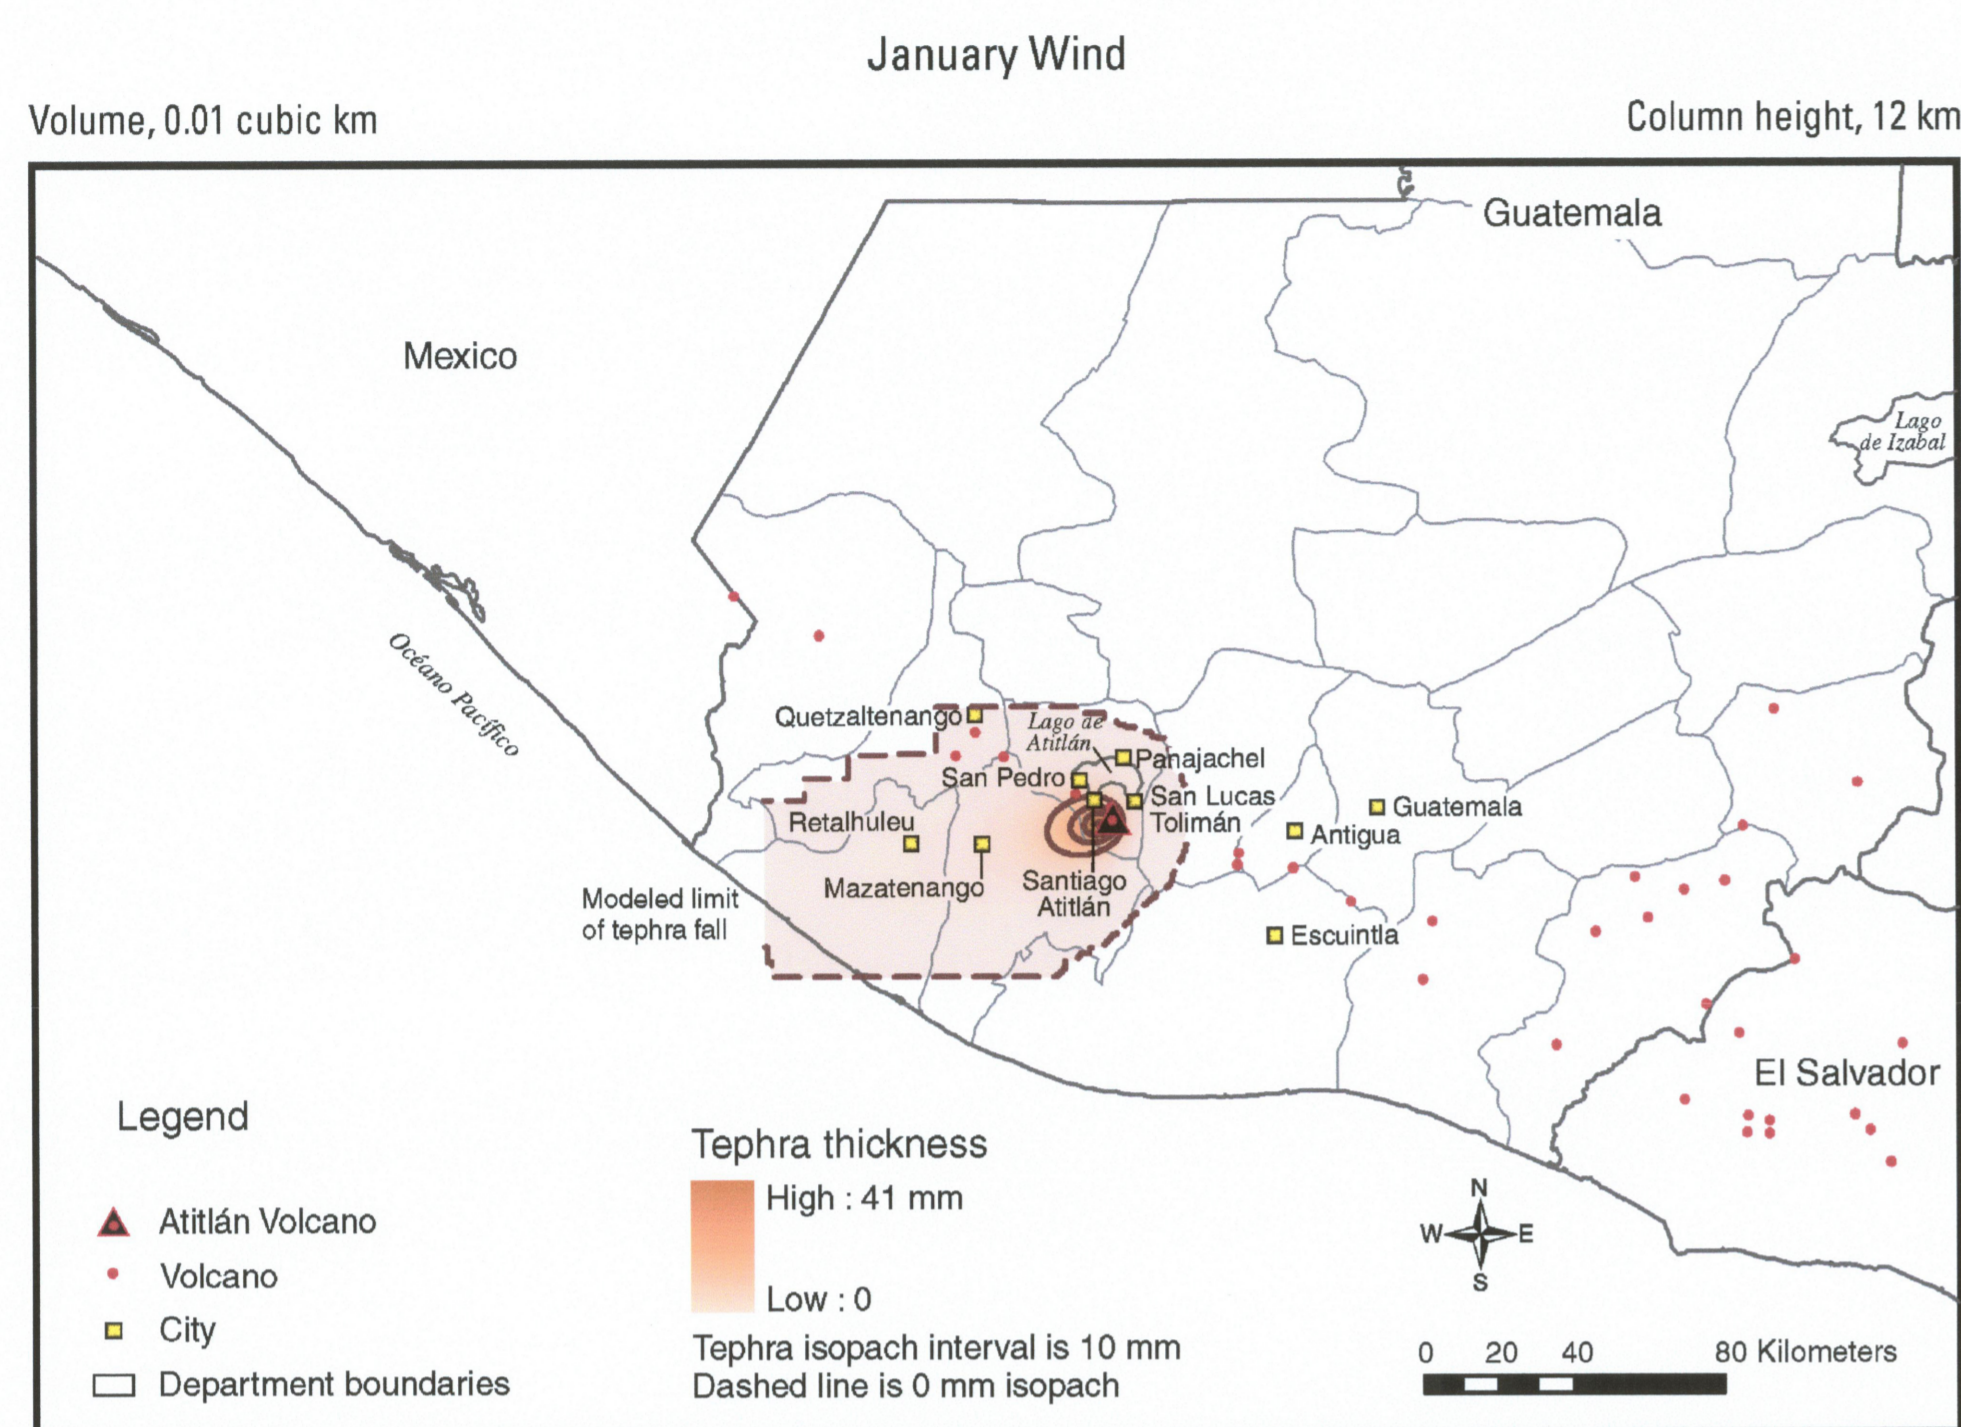 January Wind
Volume, 0.01 cubic km
Column height, 12 km
Guatemala
Mexico
Lago
de Izabal
Océano Pacífico
Quetzaltenango
Lago de
Atitlán
Panajachel
San Pedro
San Lucas
Tolimán
Guatemala
Retalhuleu
Antigua
Mazatenango
Santiago
Atitlán
Modeled limit
of tephra fall
Escuintla
El Salvador
Legend
Atitlán Volcano
Volcano
City
Department boundaries
Tephra thickness
High : 41 mm
Low : 0
Tephra isopach interval is 10 mm
Dashed line is 0 mm isopach
N
W E
S
0 20 40 80 Kilometers